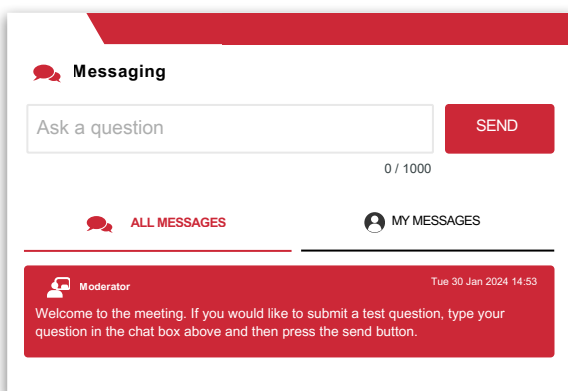 Messaging
Ask a question
SEND
0 / 1000
ALL MESSAGES
MY MESSAGES
Moderator
Tue 30 Jan 2024 14:53
Welcome to the meeting. If you would like to submit a test question, type your
question in the chat box above and then press the send button.